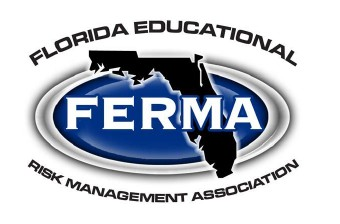 FLORIDA EDUCATIONAL
FERMA
RISK MANAGEMENT ASSOCIATION